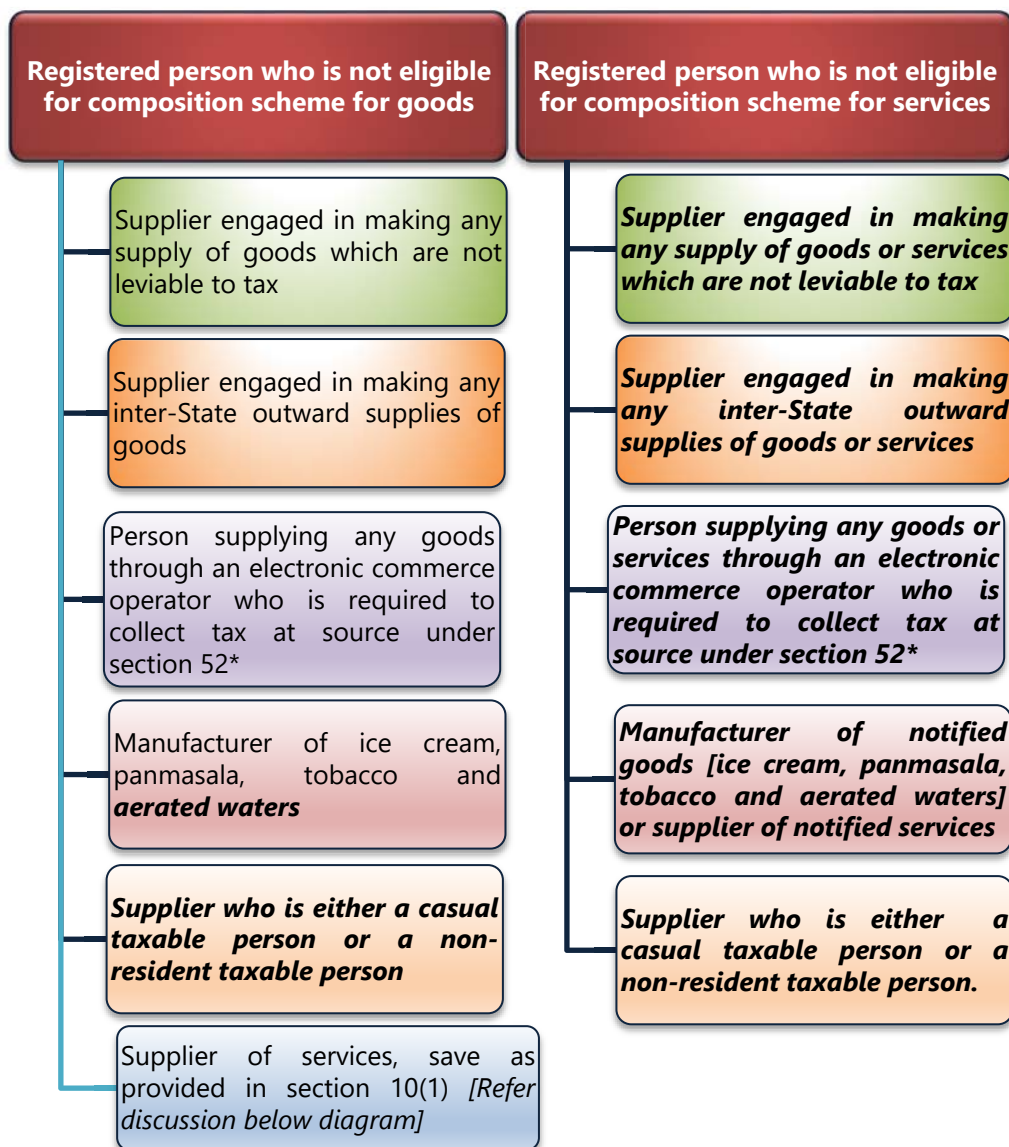 Registered person who is not eligible
for composition scheme for goods
Supplier engaged in making any
supply of goods which are not
leviable to tax
Supplier engaged in making any
inter-State outward supplies of
goods
Person supplying any goods
through an electronic commerce
operator who is required to
collect tax at source under
section 52*
Manufacturer of ice cream,
panmasala, tobacco and
aerated waters
Supplier who is either a casual
taxable person or a non-
resident taxable person
Supplier of services, save as
provided in section 10(1) [Refer
discussion below diagram]
Registered person who is not eligible
for composition scheme for services
Supplier engaged in making
any supply of goods or services
which are not leviable to tax
Supplier engaged in making
any inter-State outward
supplies of goods or services
Person supplying any goods or
services through an electronic
commerce operator who is
required to collect tax at
source under section 52*
Manufacturer of notified
goods [ice cream, panmasala,
tobacco and aerated waters]
or supplier of notified services
Supplier who is either a
casual taxable person or a
non-resident taxable person.